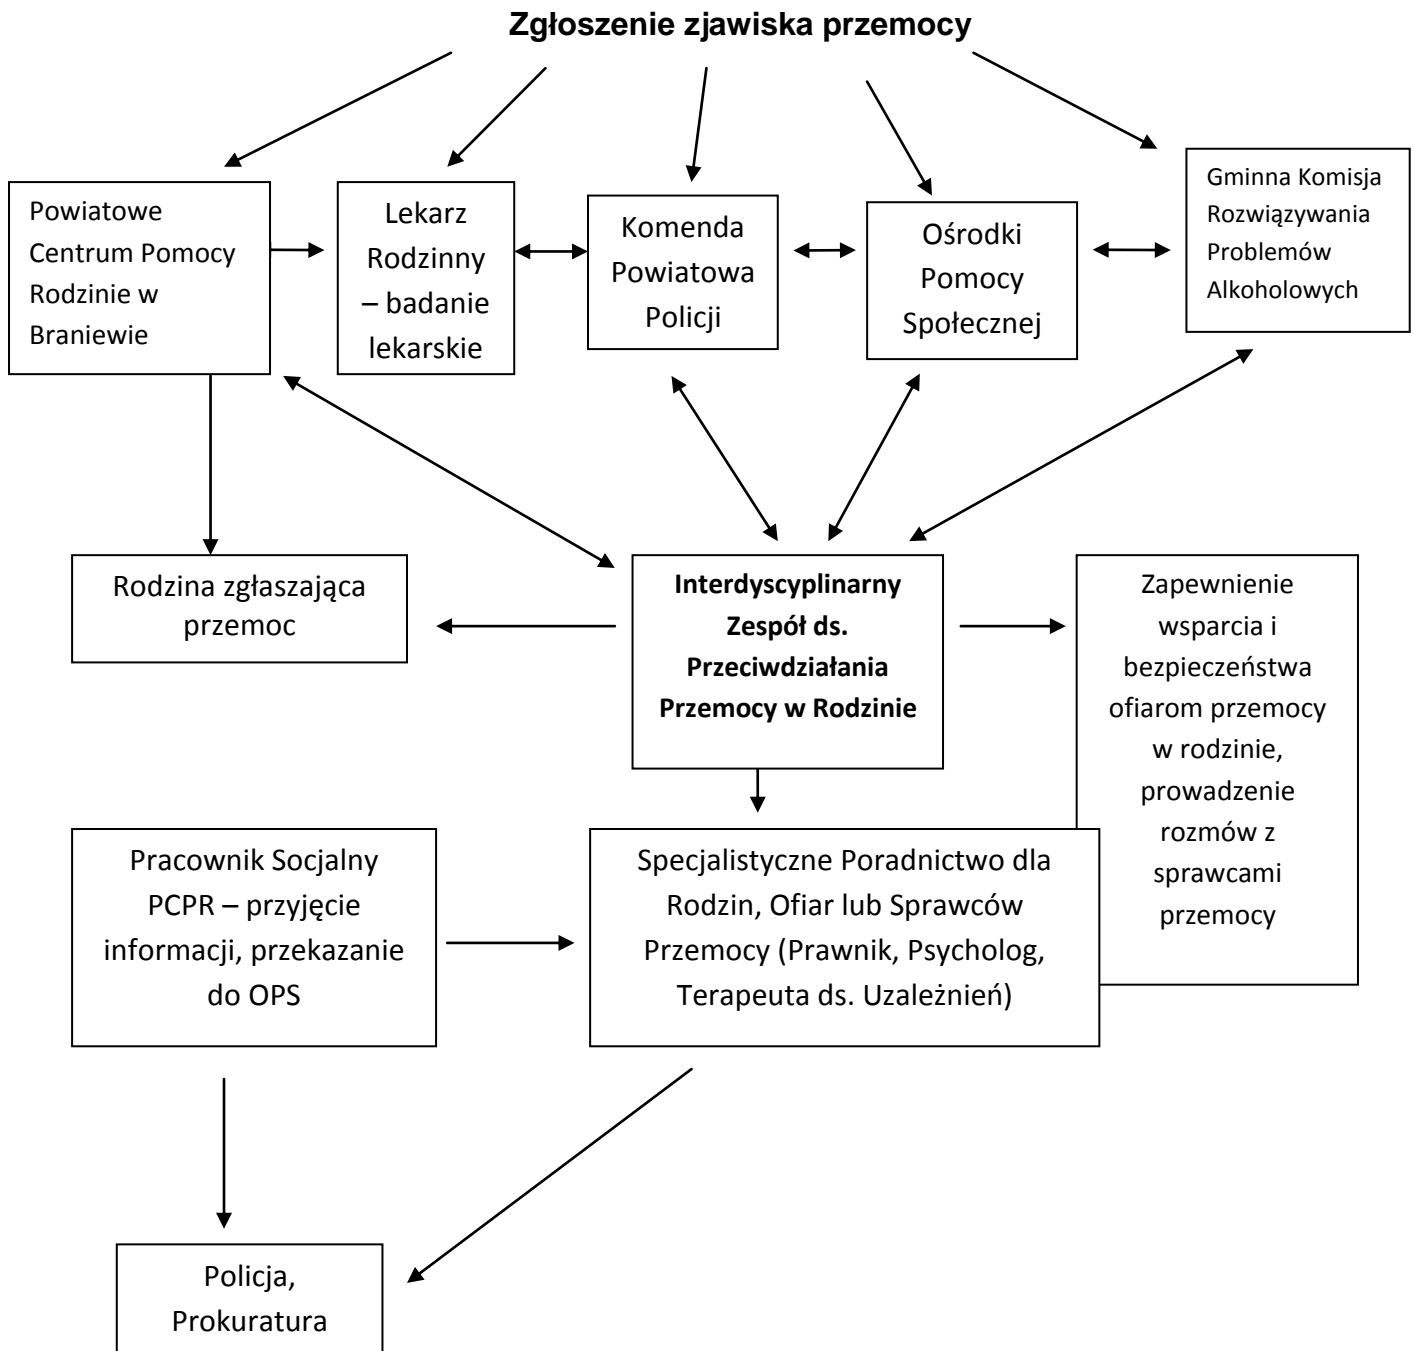 Zgłoszenie zjawiska przemocy
Powiatowe
Centrum Pomocy
Rodzinie w
Braniewie
Lekarz
Rodzinny
– badanie
lekarskie
Komenda
Powiatowa
Policji
Ośrodki
Pomocy
Społecznej
Gminna Komisja
Rozwiązywania
Problemów
Alkoholowych
Rodzina zgłaszająca
przemoc
Interdyscyplinarny
Zespół ds.
Przeciwdziałania
Przemocy w Rodzinie
Zapewnienie
wsparcia i
bezpieczeństwa
ofiarom przemocy
w rodzinie,
prowadzenie
rozmów z
sprawcami
przemocy
Pracownik Socjalny
PCPR – przyjęcie
informacji, przekazanie
do OPS
Specjalistyczne Poradnictwo dla
Rodzin, Ofiar lub Sprawców
Przemocy (Prawnik, Psycholog,
Terapeuta ds. Uzależnień)
Policja,
Prokuratura